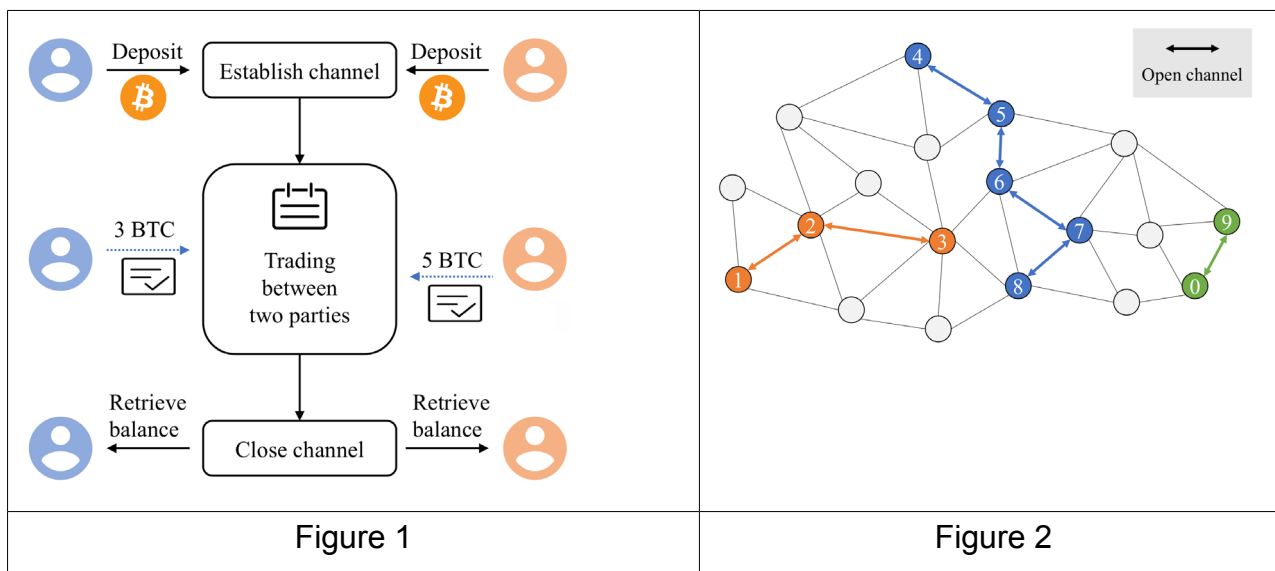 Deposit
Deposit
Establish channel
3 BTC
5 BTC
Trading
between
two parties
Retrieve
balance
Retrieve
balance
Close channel
Figure 1
4
5
6
2
3
7
1
8
9
0
Open channel
Figure 2